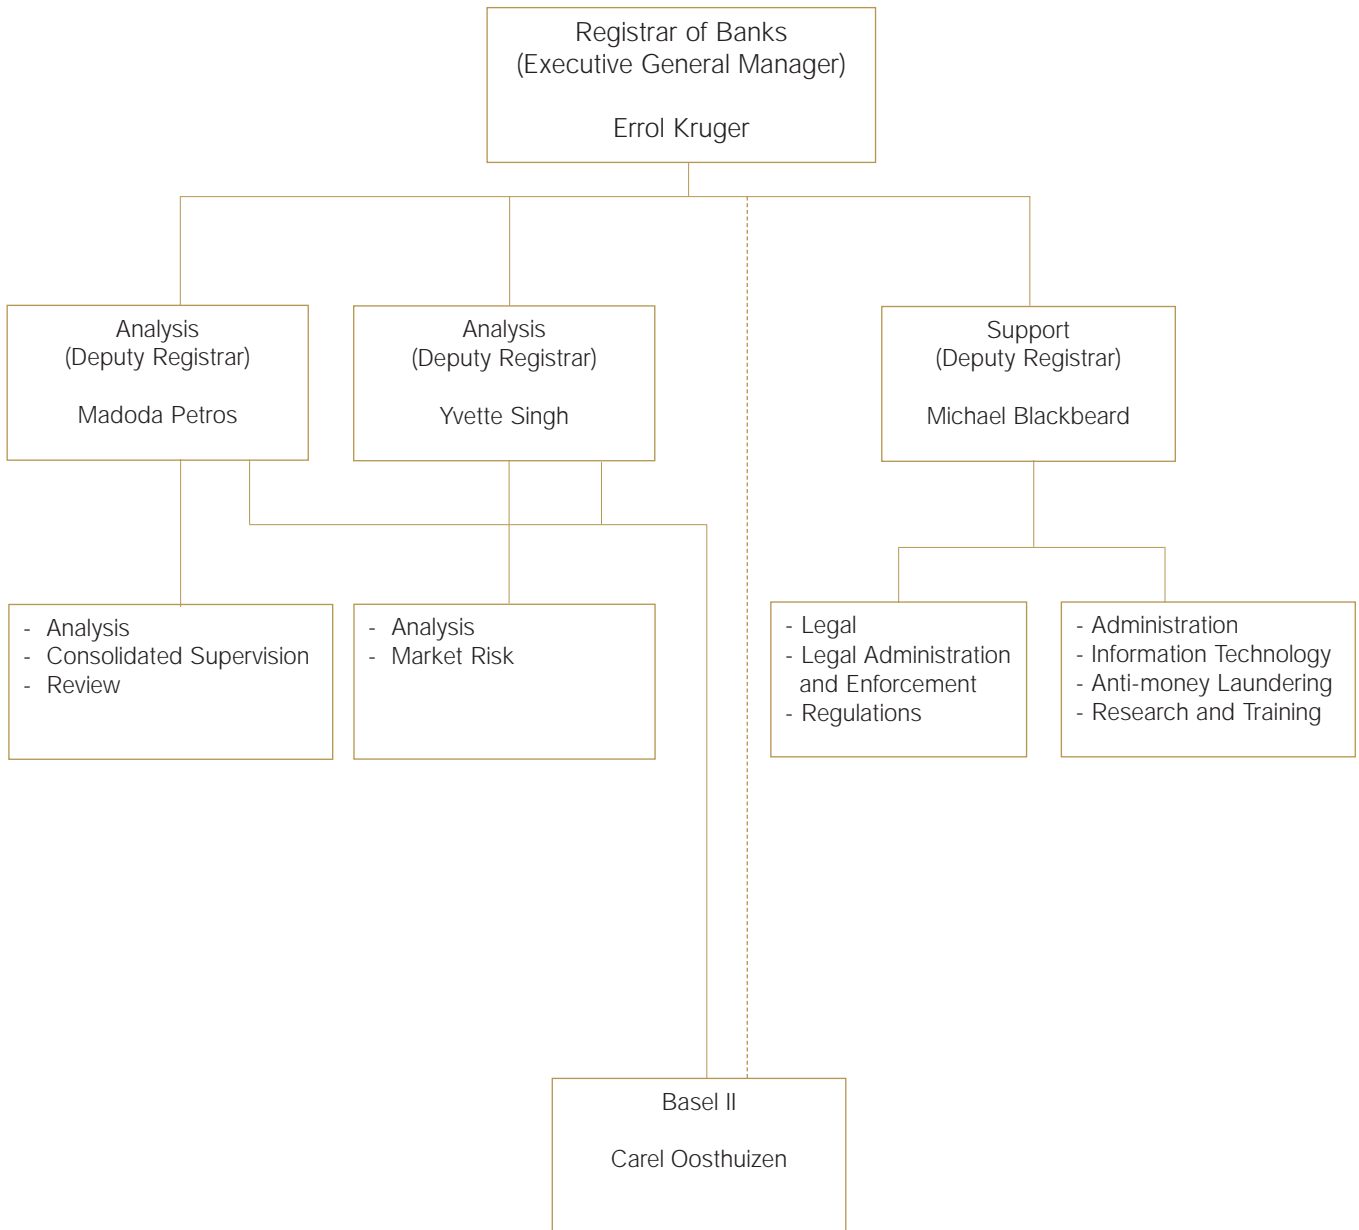 Registrar of Banks
(Executive General Manager)
Errol Kruger
Analysis
(Deputy Registrar)
Madoda Petros
Analysis
(Deputy Registrar)
Yvette Singh
Support
(Deputy Registrar)
Michael Blackbeard
- Analysis
- Consolidated Supervision
- Review
- Analysis
- Market Risk
- Legal
- Legal Administration
and Enforcement
- Regulations
- Administration
- Information Technology
- Anti-money Laundering
- Research and Training
Basel II
Carel Oosthuizen